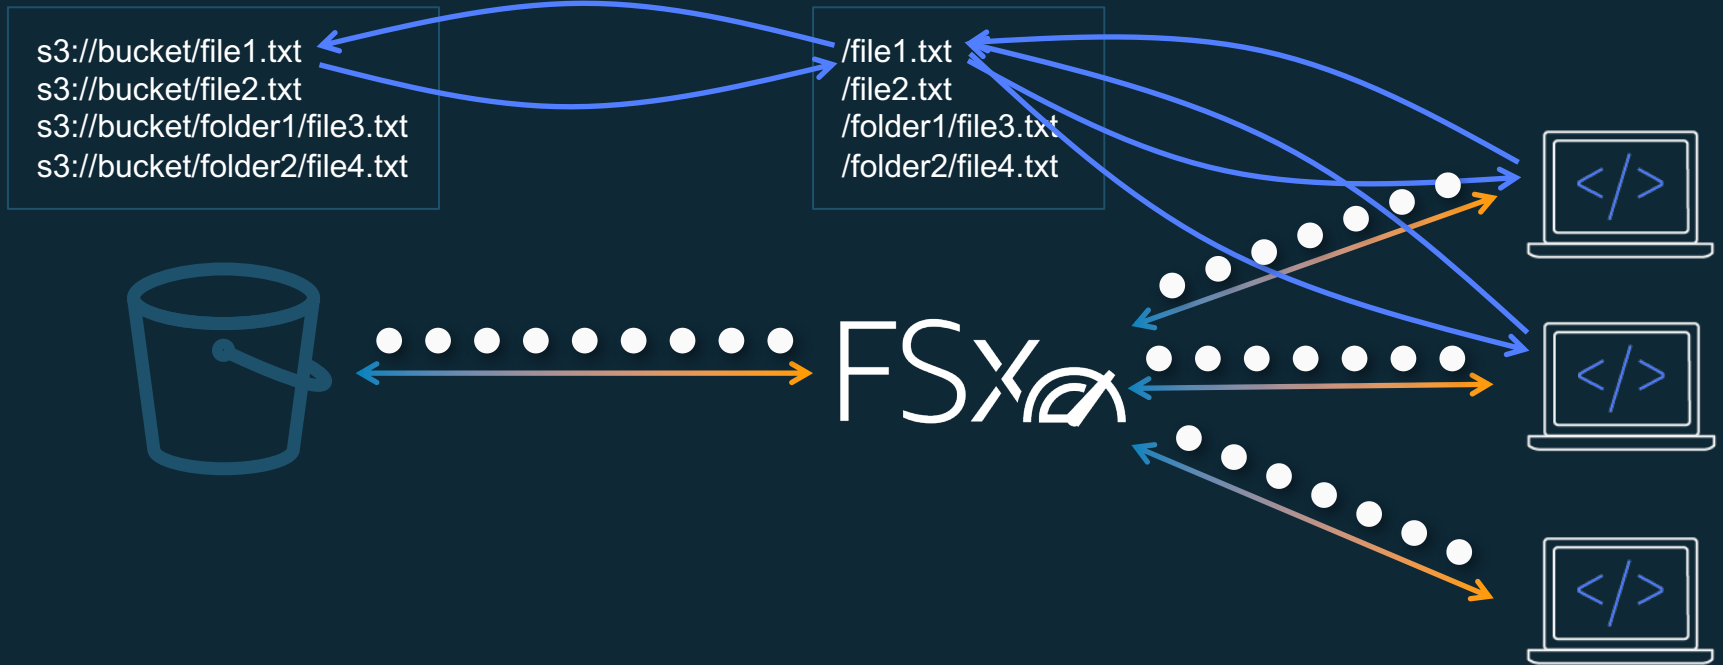 s3://bucket/file1.txt
s3://bucket/file2.txt
s3://bucket/folder1/file3.txt
s3://bucket/folder2/file4.txt
/file1.txt
/file2.txt
/folder1/file3.txt
/folder2/file4.txt
</>
FSx
</>
</>